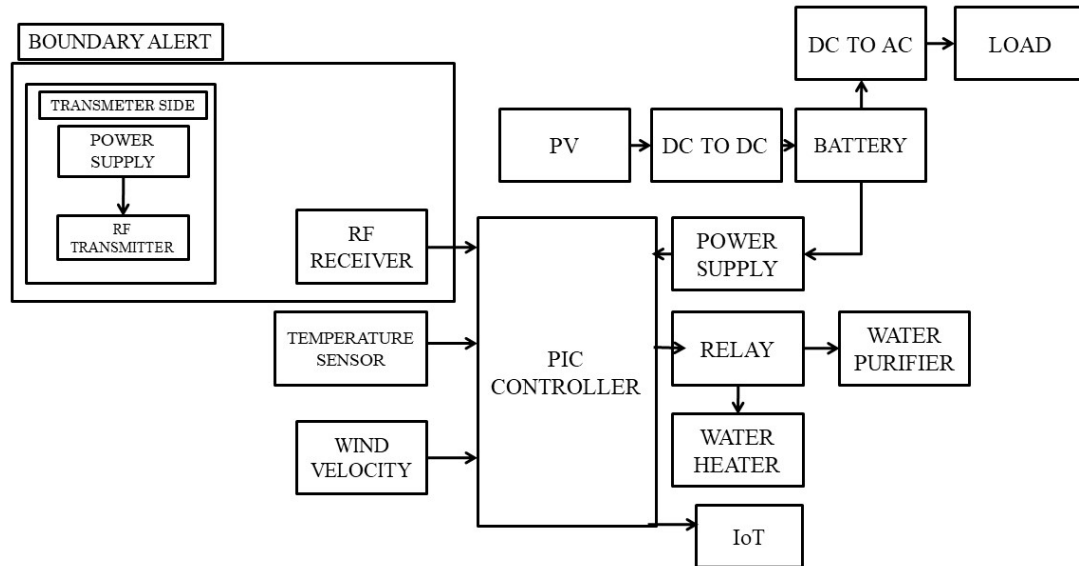 BOUNDARY ALERT
TRANSMETER SIDE
POWER
SUPPLY
RF
TRANSMITTER
RF
RECEIVER
TEMPERATURE
SENSOR
WIND
VELOCITY
PIC
CONTROLLER
PV
DC TO DC
BATTERY
DC TO AC
LOAD
POWER
SUPPLY
RELAY
WATER
PURIFIER
WATER
HEATER
IoT